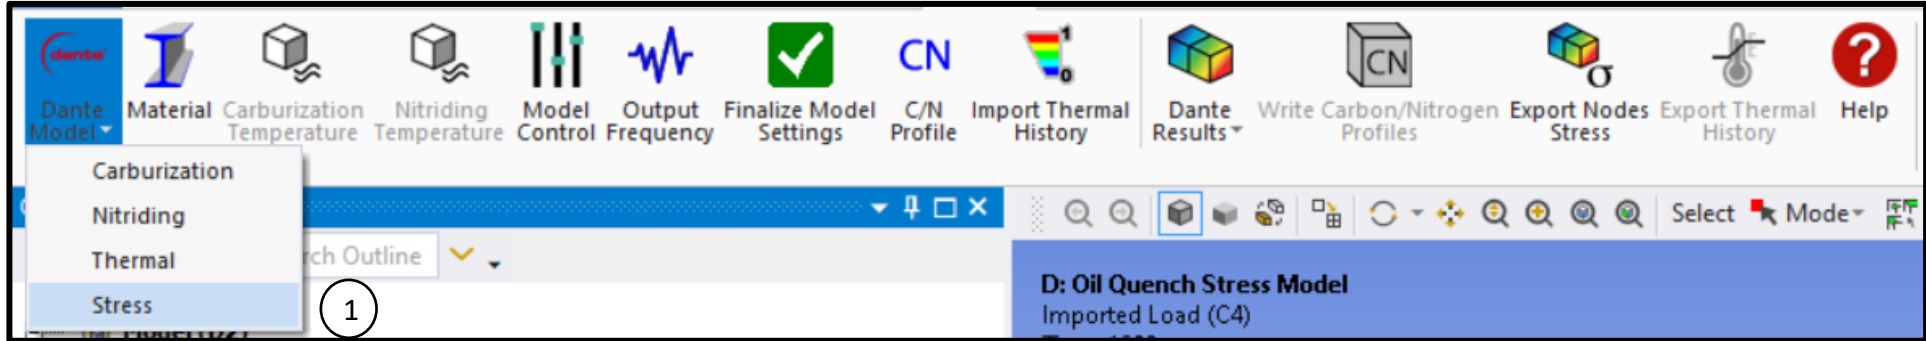 dante
CN
1
0
CN
σ
?
Dante Model
Material
Carburization Temperature
Nitriding Temperature
Model Control
Output Frequency
Finalize Model Settings
C/N Profile
Import Thermal History
Dante Results
Write Carbon/Nitrogen Profiles
Export Nodes Stress
Export Thermal History
Help
Carburization
Nitriding
Thermal
Stress
1
rch Outline
Select
Mode
D: Oil Quench Stress Model
Imported Load (C4)